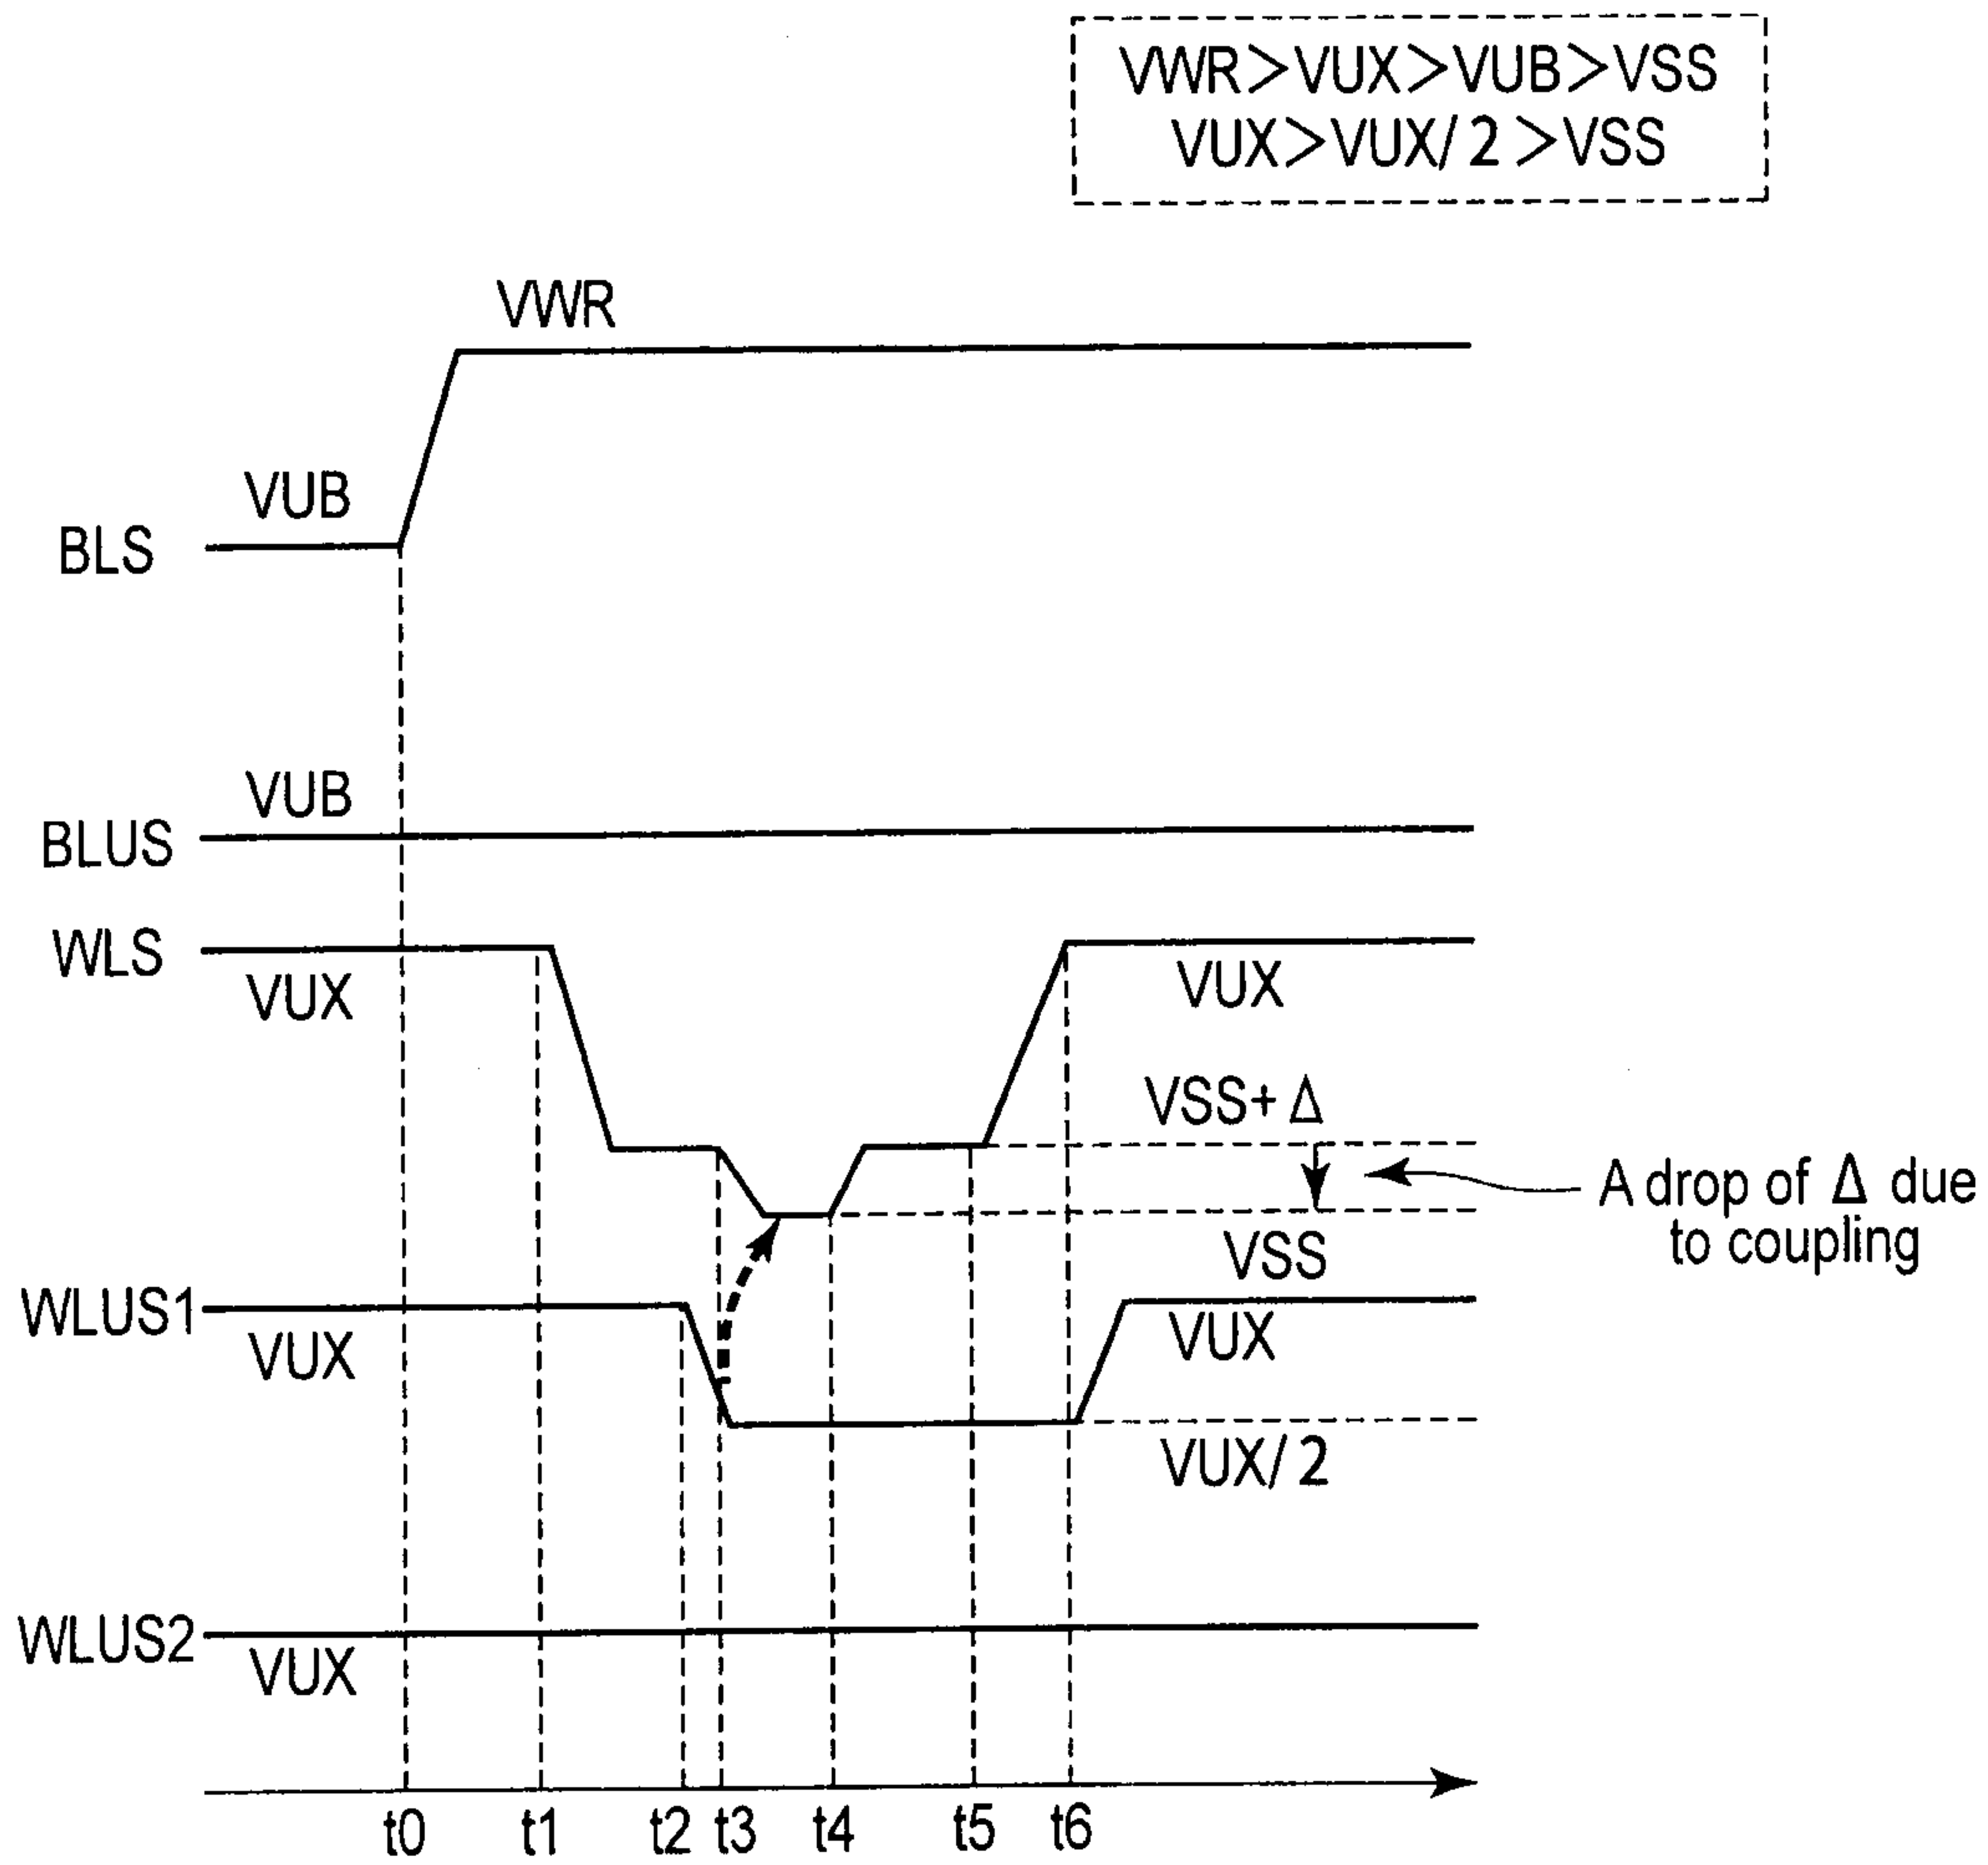 VWR>VUX>VUB>VSS
VUX>VUX/2>VSS
VWR
VUB
BLS
VUB
BLUS
WLS
VUX
VUX
VSS+Δ
A drop of Δ due
to coupling
VSS
WLUS1
VUX
VUX
VUX/2
WLUS2
VUX
t0 t1 t2 t3 t4 t5 t6